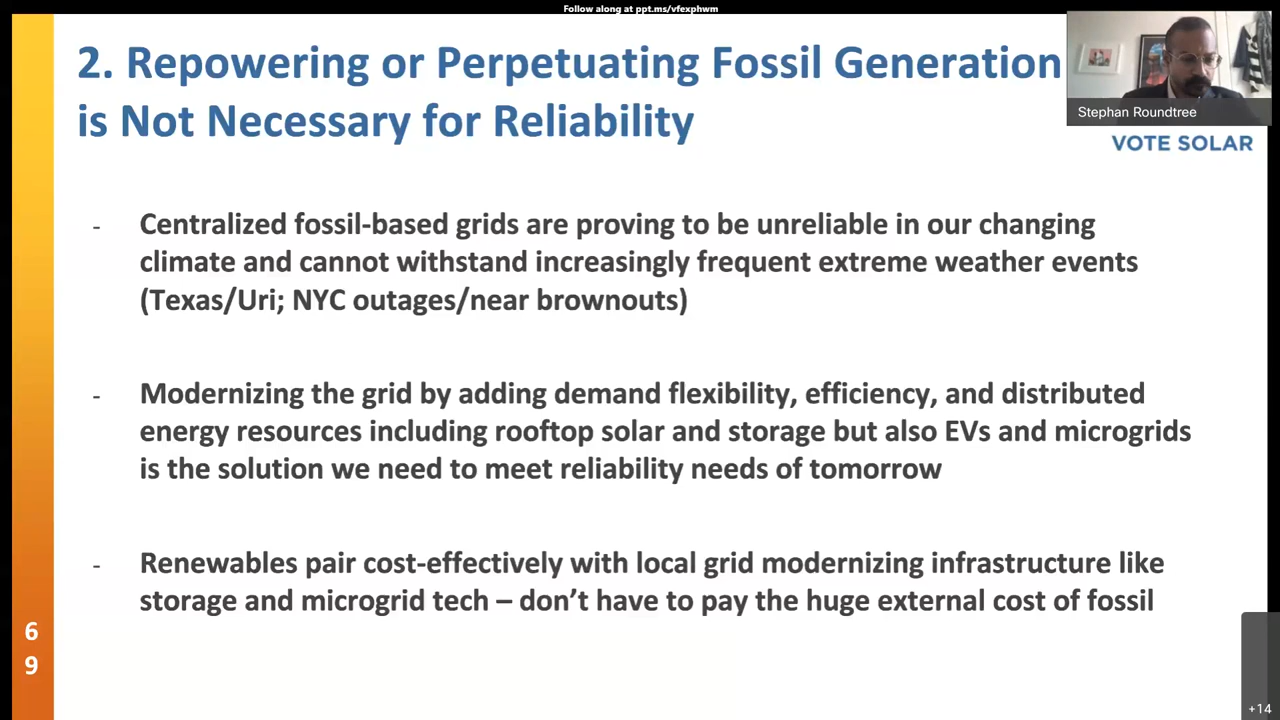 Follow along at ppt.ms/vfexphwm
2. Repowering or Perpetuating Fossil Generation
is Not Necessary for Reliability
Stephan Roundtree
VOTE SOLAR
- Centralized fossil-based grids are proving to be unreliable in our changing
climate and cannot withstand increasingly frequent extreme weather events
(Texas/Uri; NYC outages/near brownouts)
- Modernizing the grid by adding demand flexibility, efficiency, and distributed
energy resources including rooftop solar and storage but also EVs and microgrids
is the solution we need to meet reliability needs of tomorrow
- Renewables pair cost-effectively with local grid modernizing infrastructure like
storage and microgrid tech – don’t have to pay the huge external cost of fossil
6
9
+14